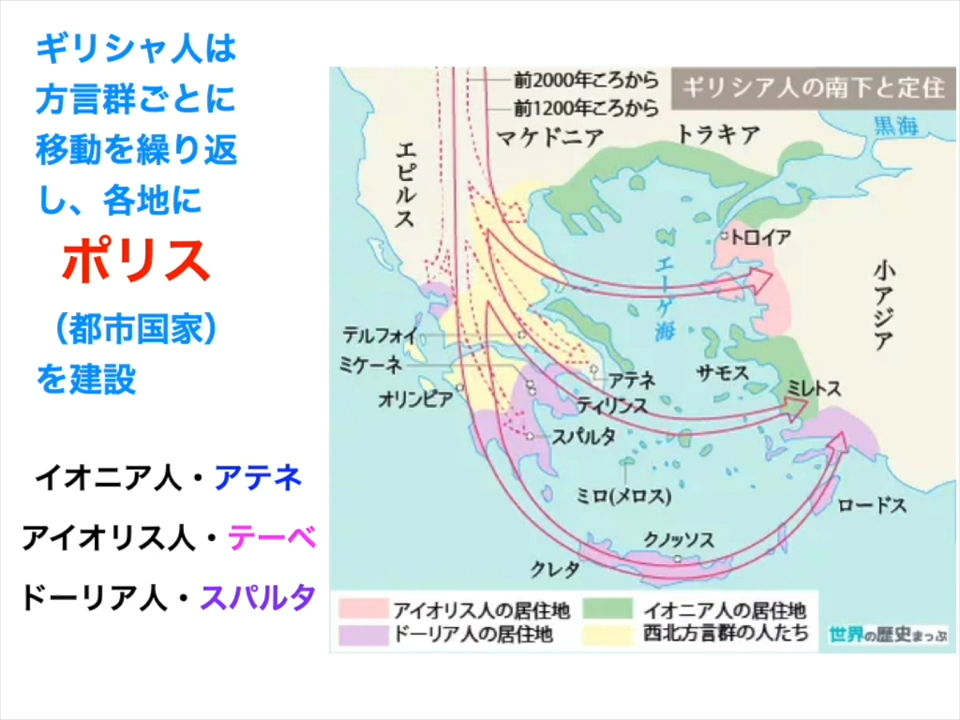 ギリシャ人は
方言群ごとに
移動を繰り返
し、各地に
ポリス
（都市国家）
を建設
イオニア人・アテネ
アイオリス人・テーベ
ドーリア人・スパルタ
前2000年ころから
前1200年ころから
ギリシア人の南下と定住
マケドニア
トラキア
黒海
エピルス
トロイア
エーゲ海
小アジア
テルフォイ
ミケーネ
オリンピア
アテネ
サモス
ミレトス
ティリンス
スパルタ
ミロ(メロス)
ロードス
クノッソス
クレタ
アイオリス人の居住地
イオニア人の居住地
ドーリア人の居住地
西北方言群の人たち
世界の歴史まっぷ